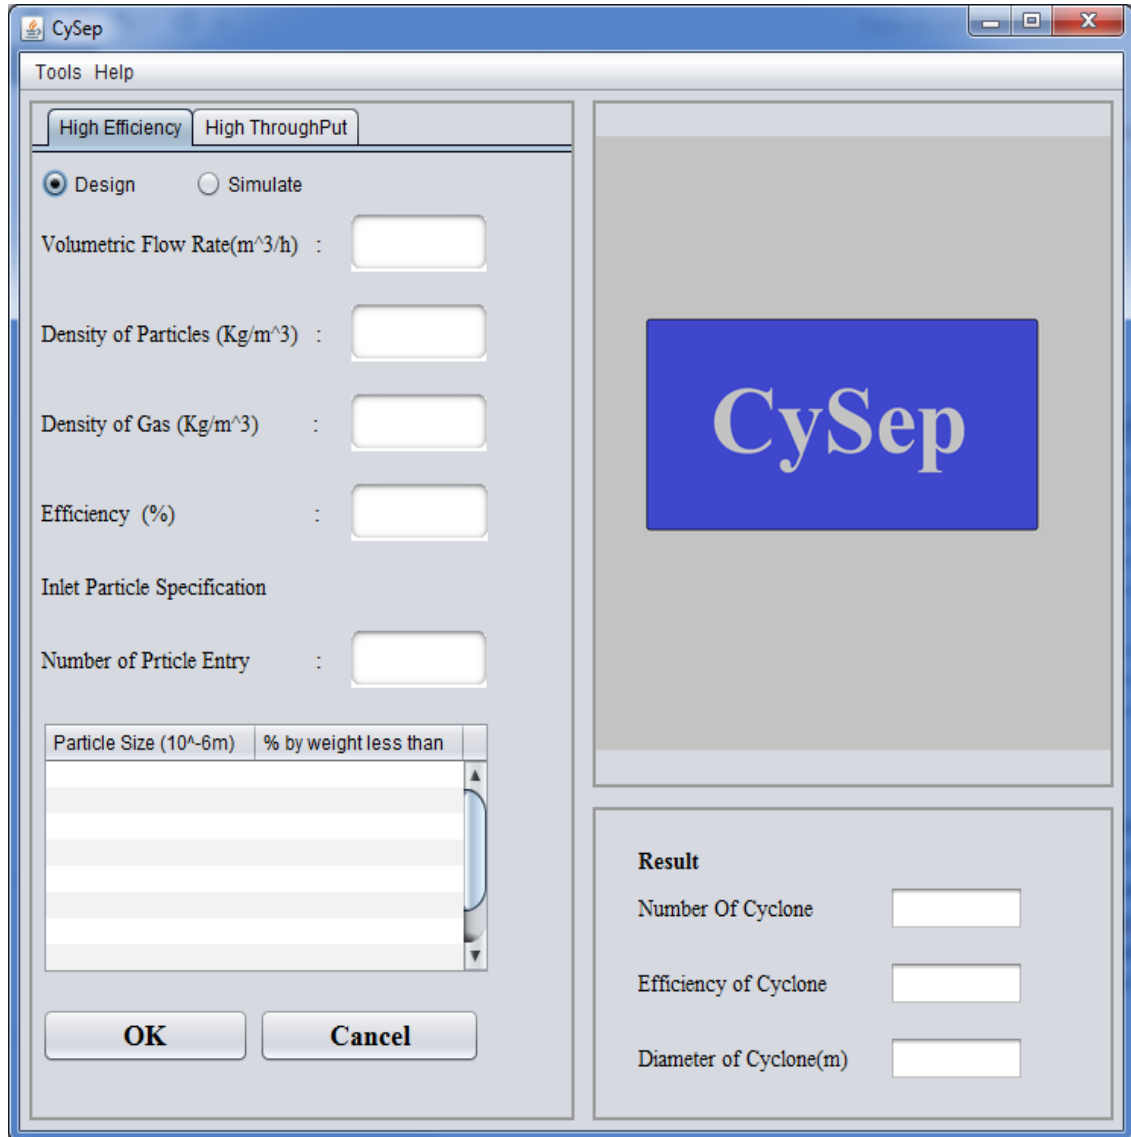 CySep
Tools Help
High Efficiency High ThroughPut
Design Simulate
Volumetric Flow Rate(m^3/h) :
Density of Particles (Kg/m^3) :
Density of Gas (Kg/m^3) :
Efficiency (%) :
Inlet Particle Specification
Number of Prticle Entry :
Particle Size (10^-6m) % by weight less than
OK Cancel
CySep
Result
Number Of Cyclone
Efficiency of Cyclone
Diameter of Cyclone(m)